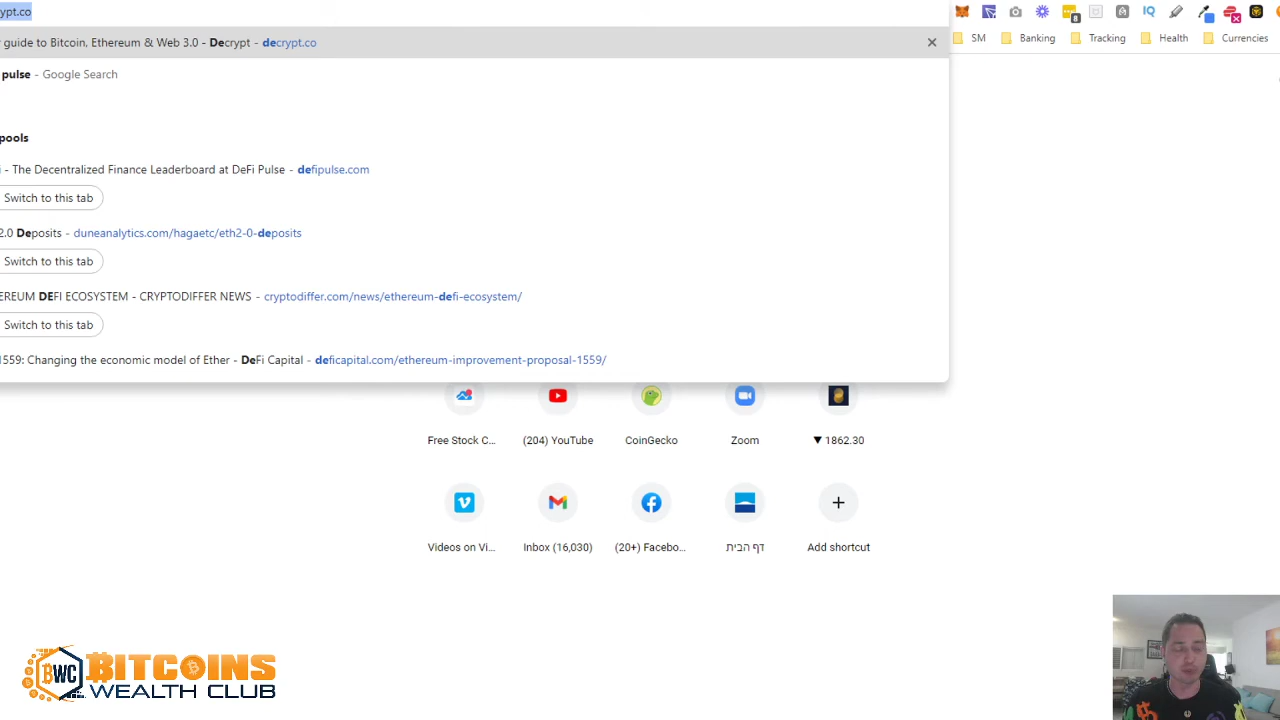 ypt.co
guide to Bitcoin, Ethereum & Web 3.0 - Decrypt - decrypt.co
pulse - Google Search
pools
- The Decentralized Finance Leaderboard at DeFi Pulse - defipulse.com
Switch to this tab
2.0 Deposits - duneanalytics.com/hagaetc/eth2-0-deposits
Switch to this tab
EREUM DEFI ECOSYSTEM - CRYPTODIFFER NEWS - cryptodiffer.com/news/ethereum-defi-ecosystem/
Switch to this tab
1559: Changing the economic model of Ether - DeFi Capital - deficapital.com/ethereum-improvement-proposal-1559/
8
IQ
SM
Banking
Tracking
Health
Currencies
Free Stock C...
(204) YouTube
CoinGecko
Zoom
▼ 1862.30
Videos on Vi...
Inbox (16,030)
(20+) Facebo...
דף הבית
Add shortcut
BWC
BITCOINS
WEALTH CLUB